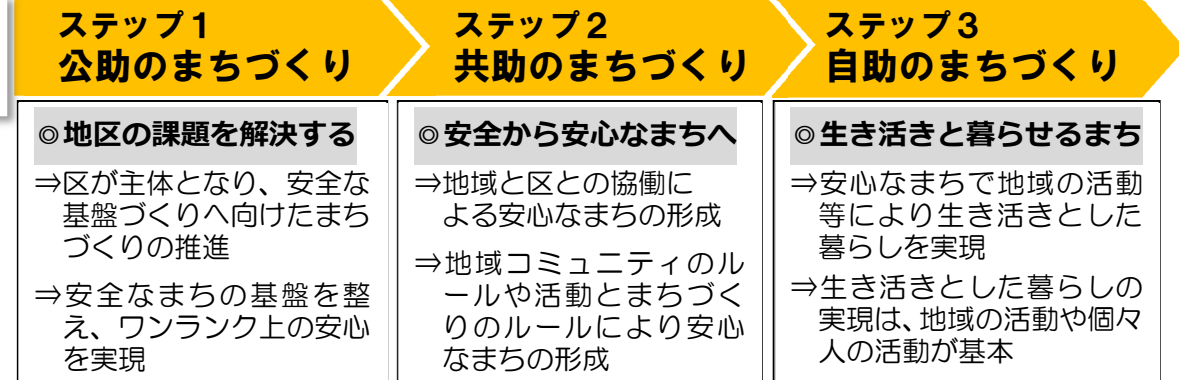 ステップ1
公助のまちづくり
◎地区の課題を解決する
⇒区が主体となり、安全な
基盤づくりへ向けたまち
づくりの推進
⇒安全なまちの基盤を整
え、ワンランク上の安心
を実現
ステップ2
共助のまちづくり
◎安全から安心なまちへ
⇒地域と区との協働に
よる安心なまちの形成
⇒地域コミュニティのル
ールや活動とまちづく
りのルールにより安心
なまちの形成
ステップ3
自助のまちづくり
◎生き活きと暮らせるまち
⇒安心なまちで地域の活動
等により生き活きとした
暮らしを実現
⇒生き活きとした暮らしの
実現は、地域の活動や個々
人の活動が基本